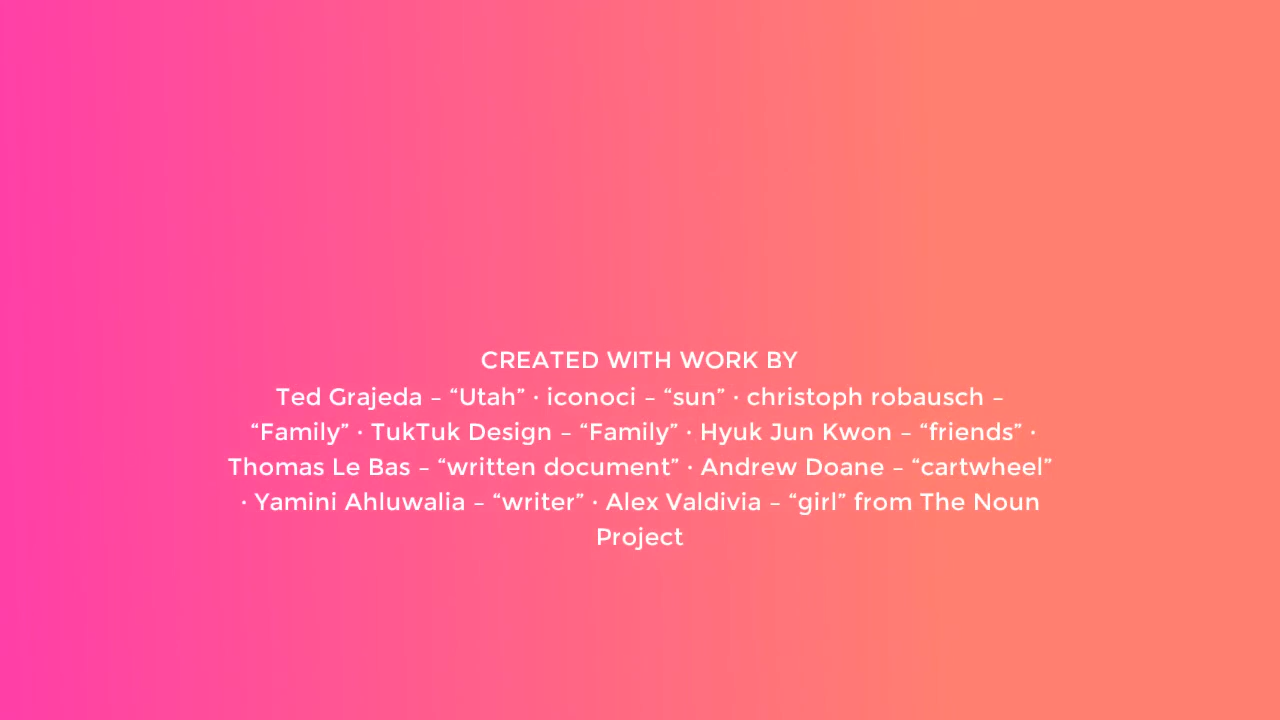 CREATED WITH WORK BY
Ted Grajeda – “Utah” · iconoci – “sun” · christoph robausch –
“Family” · TukTuk Design – “Family” · Hyuk Jun Kwon – “friends” ·
Thomas Le Bas – “written document” · Andrew Doane – “cartwheel”
· Yamini Ahluwalia – “writer” · Alex Valdivia – “girl” from The Noun
Project